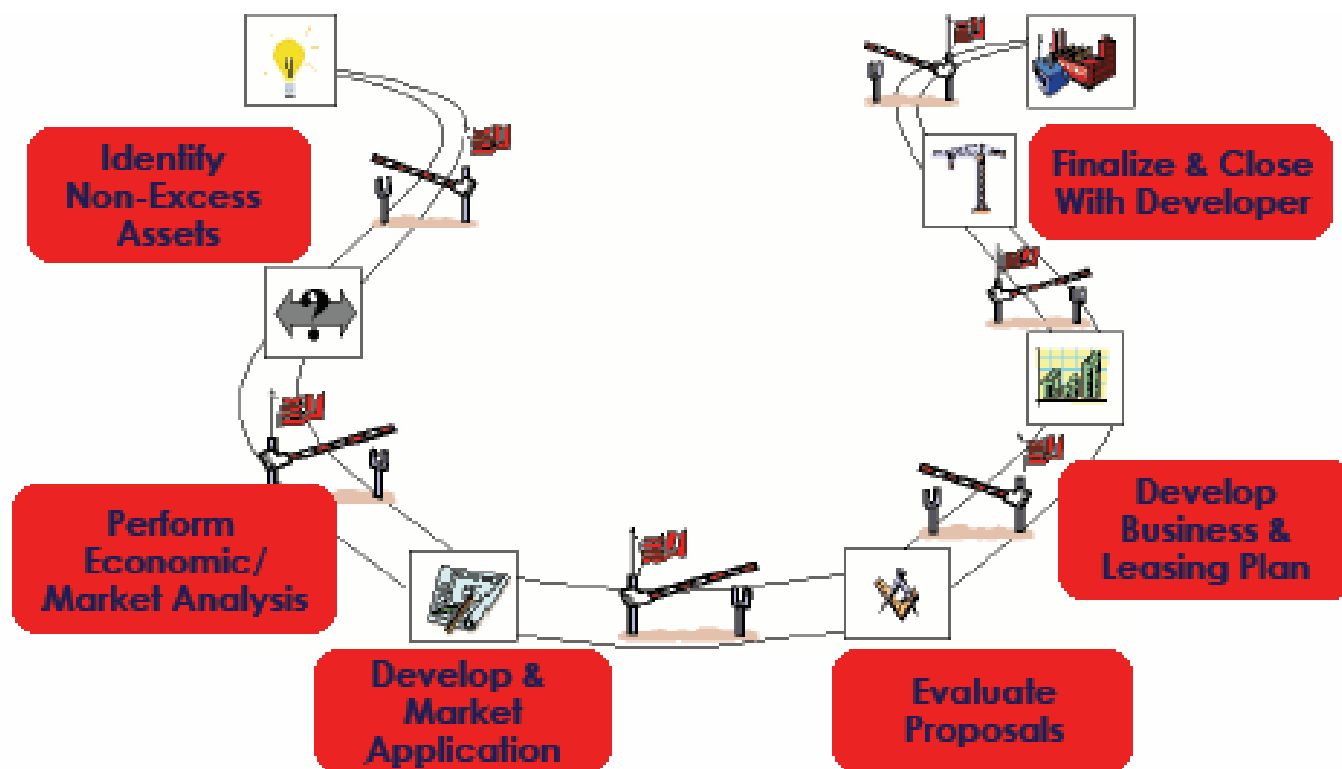 Identify
Non-Excess
Assets
Perform
Economic/
Market Analysis
Develop &
Market
Application
Evaluate
Proposals
Develop
Business &
Leasing Plan
Finalize & Close
With Developer
?